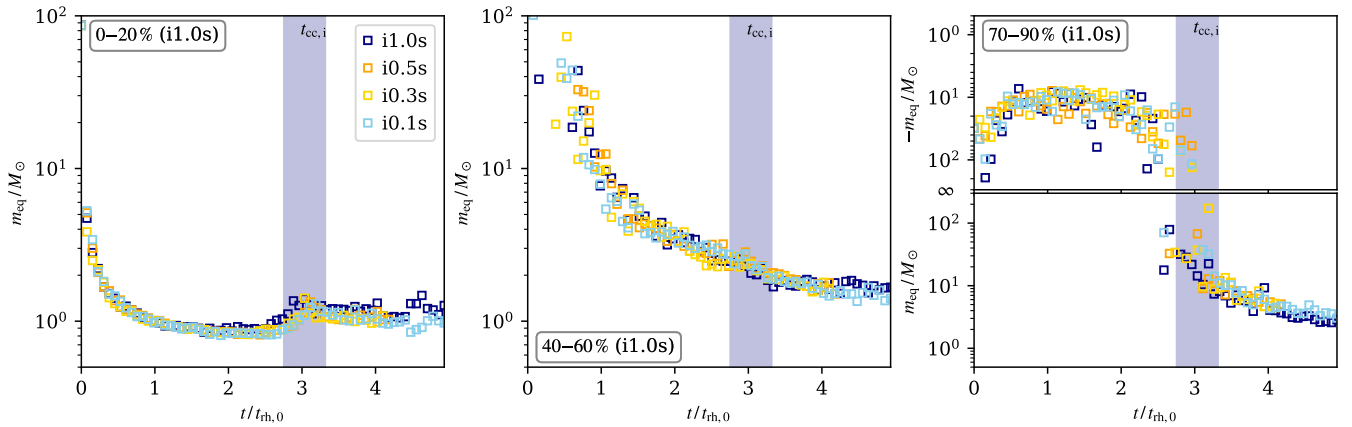 0−20% (i1.0s)
t_cc,i
i1.0s
i0.5s
i0.3s
i0.1s
m_eq/M_⊙
10^2
10^1
10^0
0 1 2 3 4
t/t_rh,0
t_cc,i
40−60% (i1.0s)
m_eq/M_⊙
10^2
10^1
10^0
0 1 2 3 4
t/t_rh,0
70−90% (i1.0s)
t_cc,i
−m_eq/M_⊙
10^0
10^1
10^2
∞
m_eq/M_⊙
10^2
10^1
10^0
0 1 2 3 4
t/t_rh,0